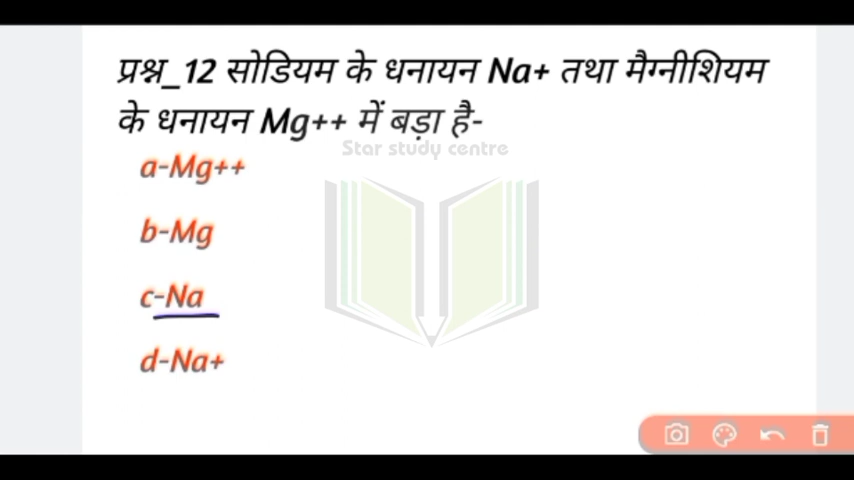 प्रश्न_12 सोडियम के धनायन Na+ तथा मैग्नीशियम
के धनायन Mg++ में बड़ा है-
Star study centre
a-Mg++
b-Mg
c-Na
d-Na+